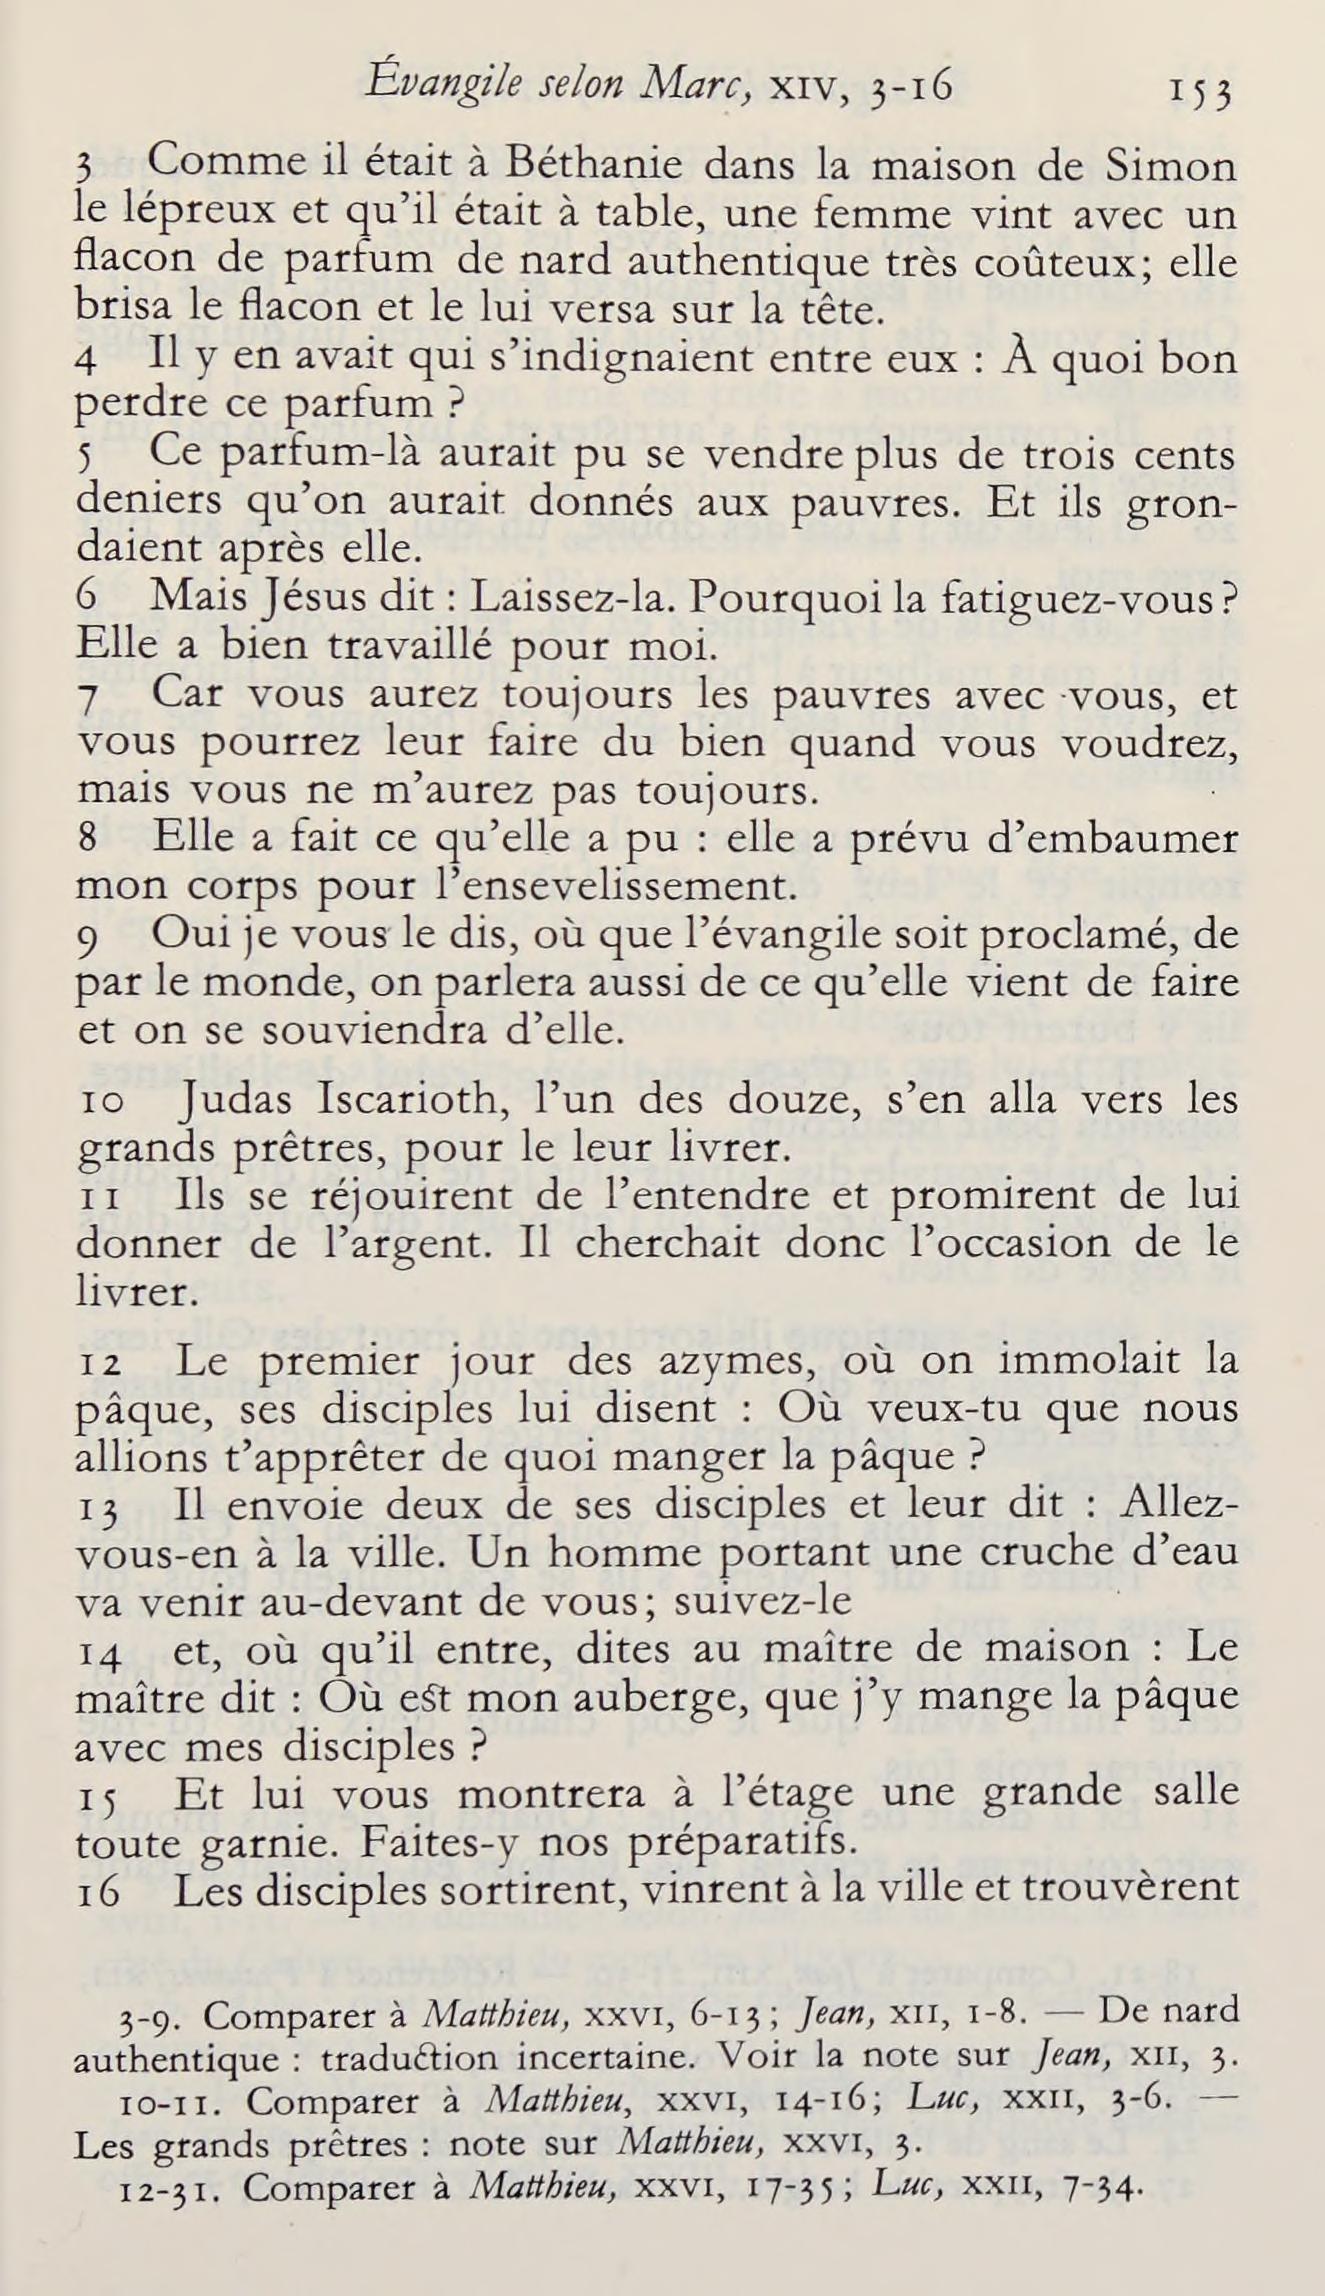 Évangile selon Marc, XIV, 3-16 153
3 Comme il était à Béthanie dans la maison de Simon
le lépreux et qu’il était à table, une femme vint avec un
flacon de parfum de nard authentique très coûteux; elle
brisa le flacon et le lui versa sur la tête.
4 Il y en avait qui s’indignaient entre eux : À quoi bon
perdre ce parfum ?
5 Ce parfum-là aurait pu se vendre plus de trois cents
deniers qu’on aurait donnés aux pauvres. Et ils gron-
daient après elle.
6 Mais Jésus dit : Laissez-la. Pourquoi la fatiguez-vous ?
Elle a bien travaillé pour moi.
7 Car vous aurez toujours les pauvres avec vous, et
vous pourrez leur faire du bien quand vous voudrez,
mais vous ne m’aurez pas toujours.
8 Elle a fait ce qu’elle a pu : elle a prévu d’embaumer
mon corps pour l’ensevelissement.
9 Oui je vous le dis, où que l’évangile soit proclamé, de
par le monde, on parlera aussi de ce qu’elle vient de faire
et on se souviendra d’elle.
10 Judas Iscarioth, l’un des douze, s’en alla vers les
grands prêtres, pour le leur livrer.
11 Ils se réjouirent de l’entendre et promirent de lui
donner de l’argent. Il cherchait donc l’occasion de le
livrer.
12 Le premier jour des azymes, où on immolait la
pâque, ses disciples lui disent : Où veux-tu que nous
allions t’apprêter de quoi manger la pâque ?
13 Il envoie deux de ses disciples et leur dit : Allez-
vous-en à la ville. Un homme portant une cruche d’eau
va venir au-devant de vous; suivez-le
14 et, où qu’il entre, dites au maître de maison : Le
maître dit : Où est mon auberge, que j’y mange la pâque
avec mes disciples ?
15 Et lui vous montrera à l’étage une grande salle
toute garnie. Faites-y nos préparatifs.
16 Les disciples sortirent, vinrent à la ville et trouvèrent
3-9. Comparer à Matthieu, XXVI, 6-13; Jean, XII, 1-8. — De nard
authentique : traduction incertaine. Voir la note sur Jean, XII, 3.
10-11. Comparer à Matthieu, XXVI, 14-16; Luc, XXII, 3-6. —
Les grands prêtres : note sur Matthieu, XXVI, 3.
12-31. Comparer à Matthieu, XXVI, 17-35; Luc, XXII, 7-34.